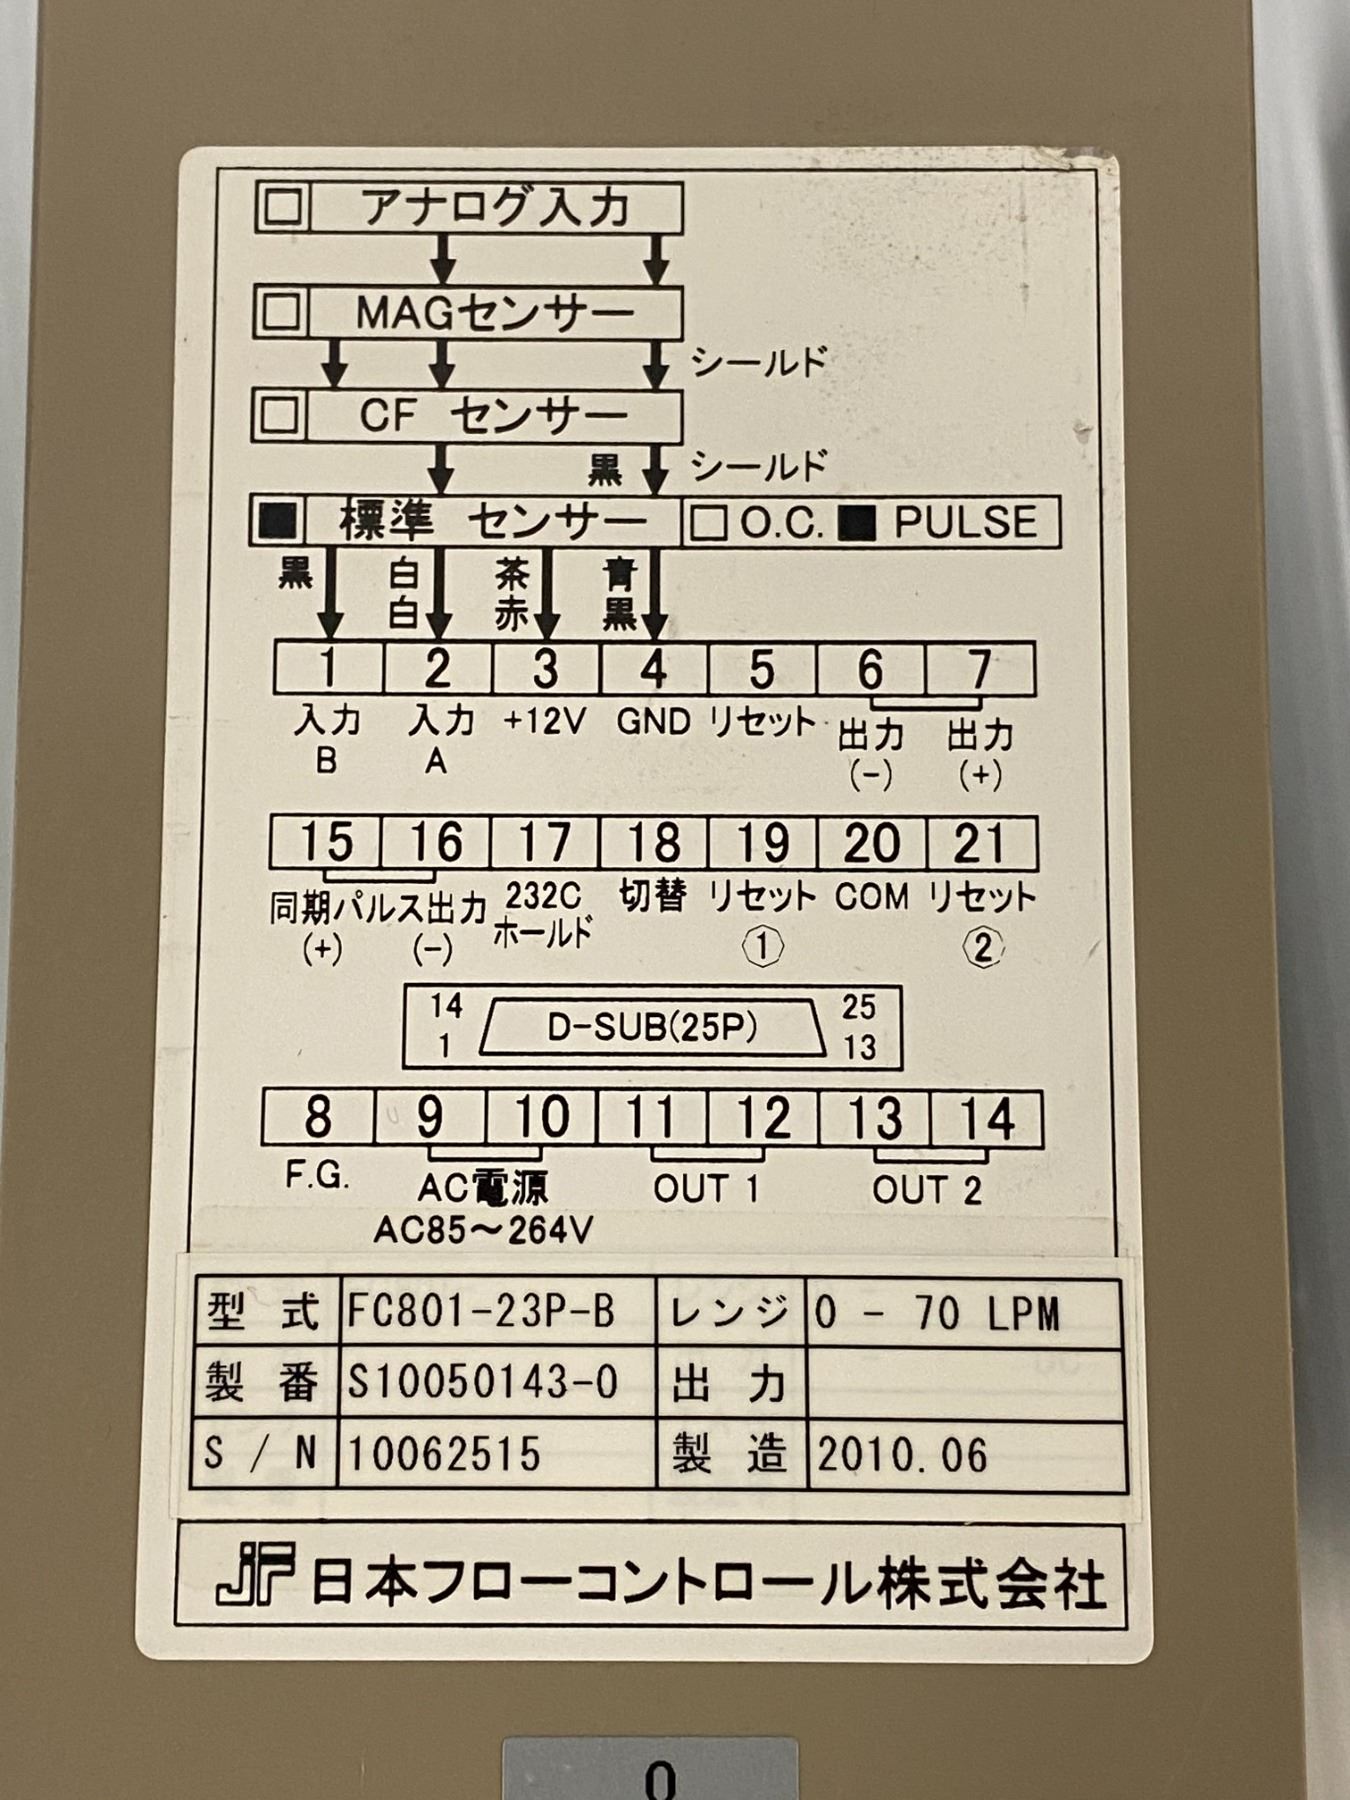 アナログ入力
MAGセンサー
シールド
CF センサー
黒 シールド
標準 センサー O.C. PULSE
黒 白 茶 青
白 赤 黒
1 2 3 4 5 6 7
入力 入力 +12V GND リセット 出力 出力
B A (-) (+)
15 16 17 18 19 20 21
同期パルス出力 232C 切替 リセット COM リセット
(+) (-) ホールド ① ②
14 D-SUB(25P) 25
1 13
8 9 10 11 12 13 14
F.G. AC電源 OUT 1 OUT 2
AC85～264V
型 式 FC801-23P-B レンジ 0 - 70 LPM
製 番 S10050143-0 出 力
S / N 10062515 製 造 2010.06
JF 日本フローコントロール株式会社
0